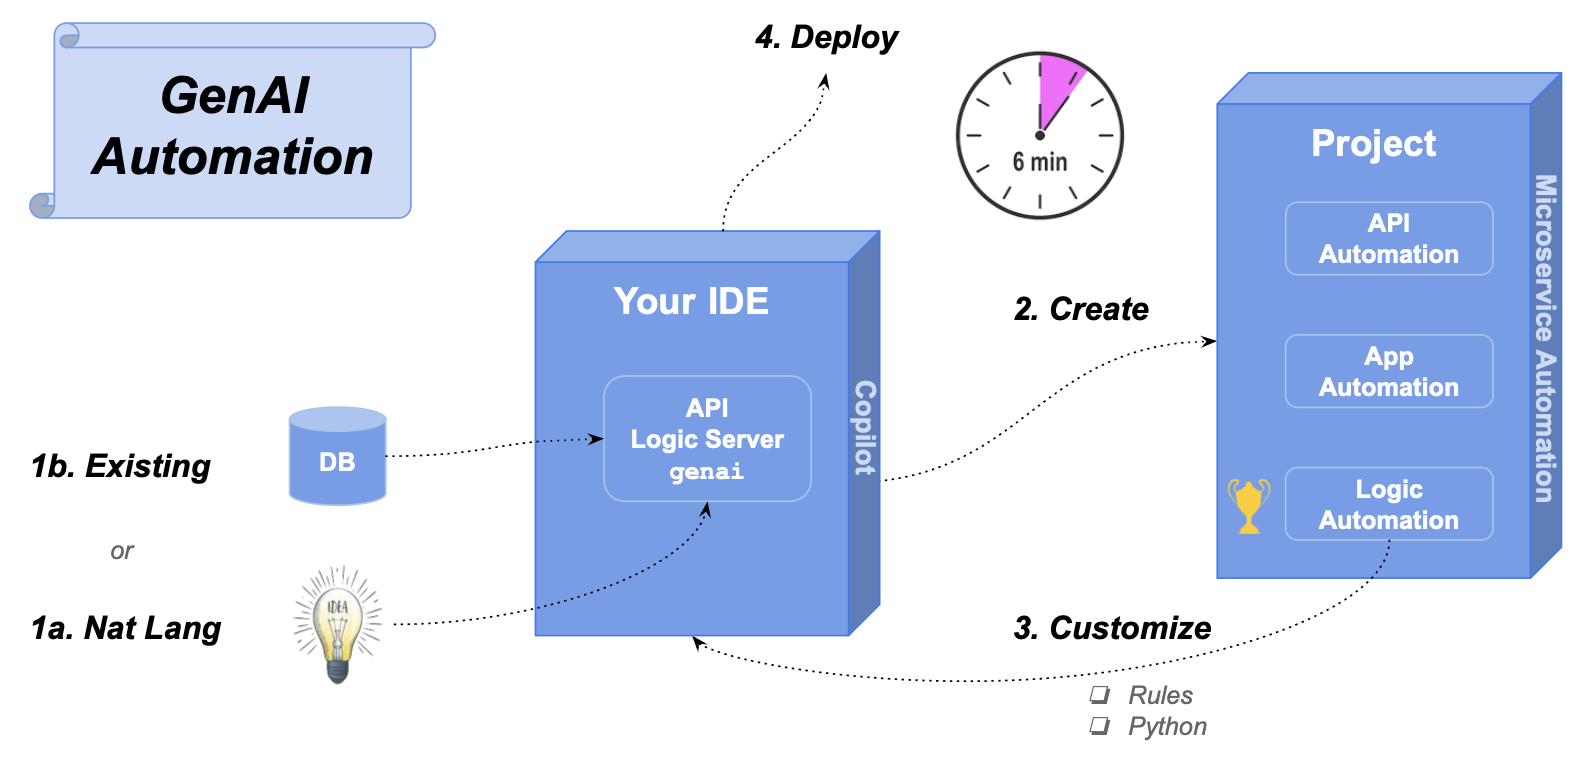 GenAI
Automation
4. Deploy
6 min
Project
API
Automation
App
Automation
Logic
Automation
Microservice Automation
Your IDE
API
Logic Server
genai
Copilot
2. Create
1b. Existing
DB
or
1a. Nat Lang
IDEA
3. Customize
Rules
Python